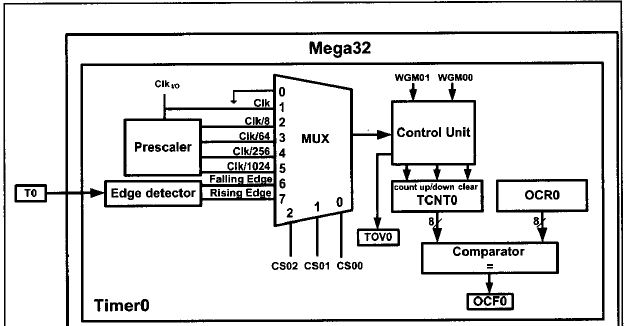 Mega32
Clk I/O
WGM01 WGM00
0
Clk 1
Clk/8 2
Clk/64 3
Clk/256 4
Clk/1024 5
Falling Edge 6
Rising Edge 7
MUX
2 1 0
Prescaler
Control Unit
T0
Edge detector
count up/down clear
TCNT0
OCR0
8
8
TOV0
Comparator
=
CS02 CS01 CS00
OCF0
Timer0